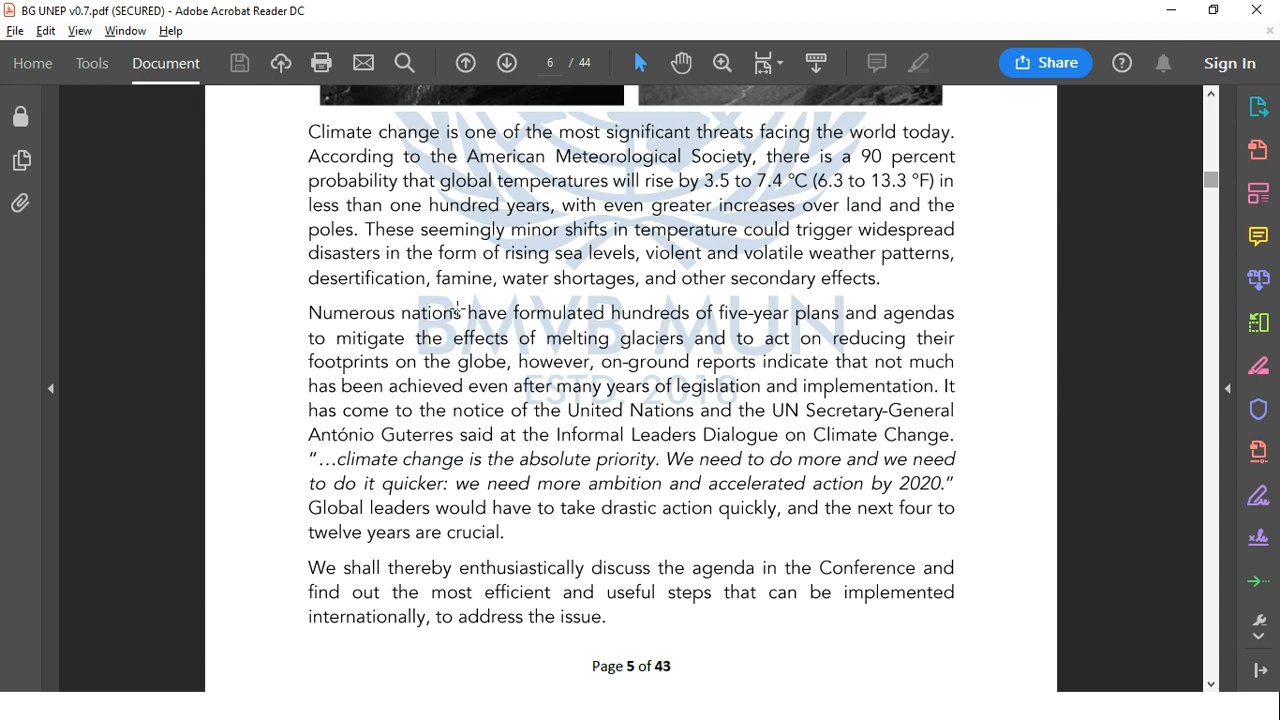 BG UNEP v0.7.pdf (SECURED) - Adobe Acrobat Reader DC
File Edit View Window Help
Home Tools Document 6 / 44 Share Sign In
Climate change is one of the most significant threats facing the world today.
According to the American Meteorological Society, there is a 90 percent
probability that global temperatures will rise by 3.5 to 7.4 °C (6.3 to 13.3 °F) in
less than one hundred years, with even greater increases over land and the
poles. These seemingly minor shifts in temperature could trigger widespread
disasters in the form of rising sea levels, violent and volatile weather patterns,
desertification, famine, water shortages, and other secondary effects.
Numerous nations have formulated hundreds of five-year plans and agendas
to mitigate the effects of melting glaciers and to act on reducing their
footprints on the globe, however, on-ground reports indicate that not much
has been achieved even after many years of legislation and implementation. It
has come to the notice of the United Nations and the UN Secretary-General
António Guterres said at the Informal Leaders Dialogue on Climate Change.
“…climate change is the absolute priority. We need to do more and we need
to do it quicker: we need more ambition and accelerated action by 2020.”
Global leaders would have to take drastic action quickly, and the next four to
twelve years are crucial.
We shall thereby enthusiastically discuss the agenda in the Conference and
find out the most efficient and useful steps that can be implemented
internationally, to address the issue.
BMVB MUN
ESTD. 2018
Page 5 of 43